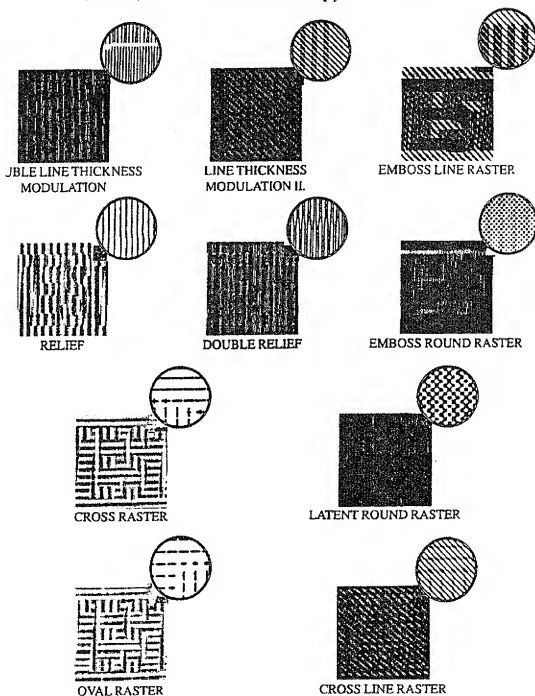 JBLE LINE THICKNESS
MODULATION
LINE THICKNESS
MODULATION II.
EMBOSS LINE RASTER
RELIEF
DOUBLE RELIEF
EMBOSS ROUND RASTER
CROSS RASTER
LATENT ROUND RASTER
OVAL RASTER
CROSS LINE RASTER